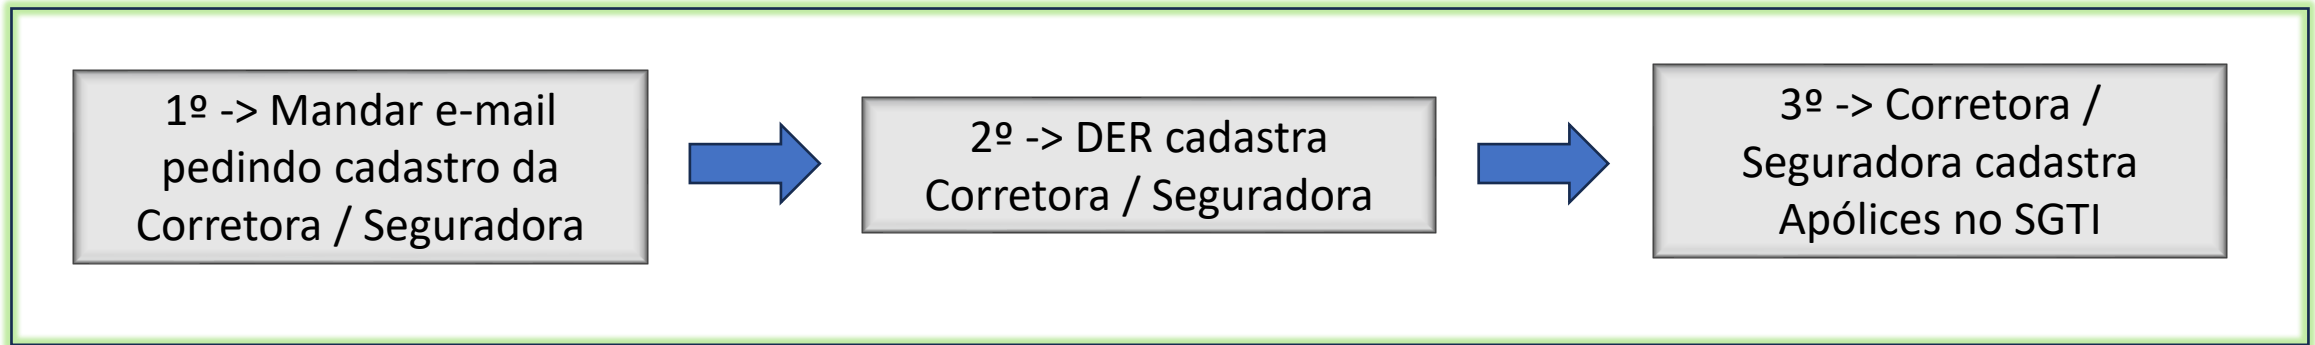 1º -> Mandar e-mail
pedindo cadastro da
Corretora / Seguradora
2º -> DER cadastra
Corretora / Seguradora
3º -> Corretora /
Seguradora cadastra
Apólices no SGTI